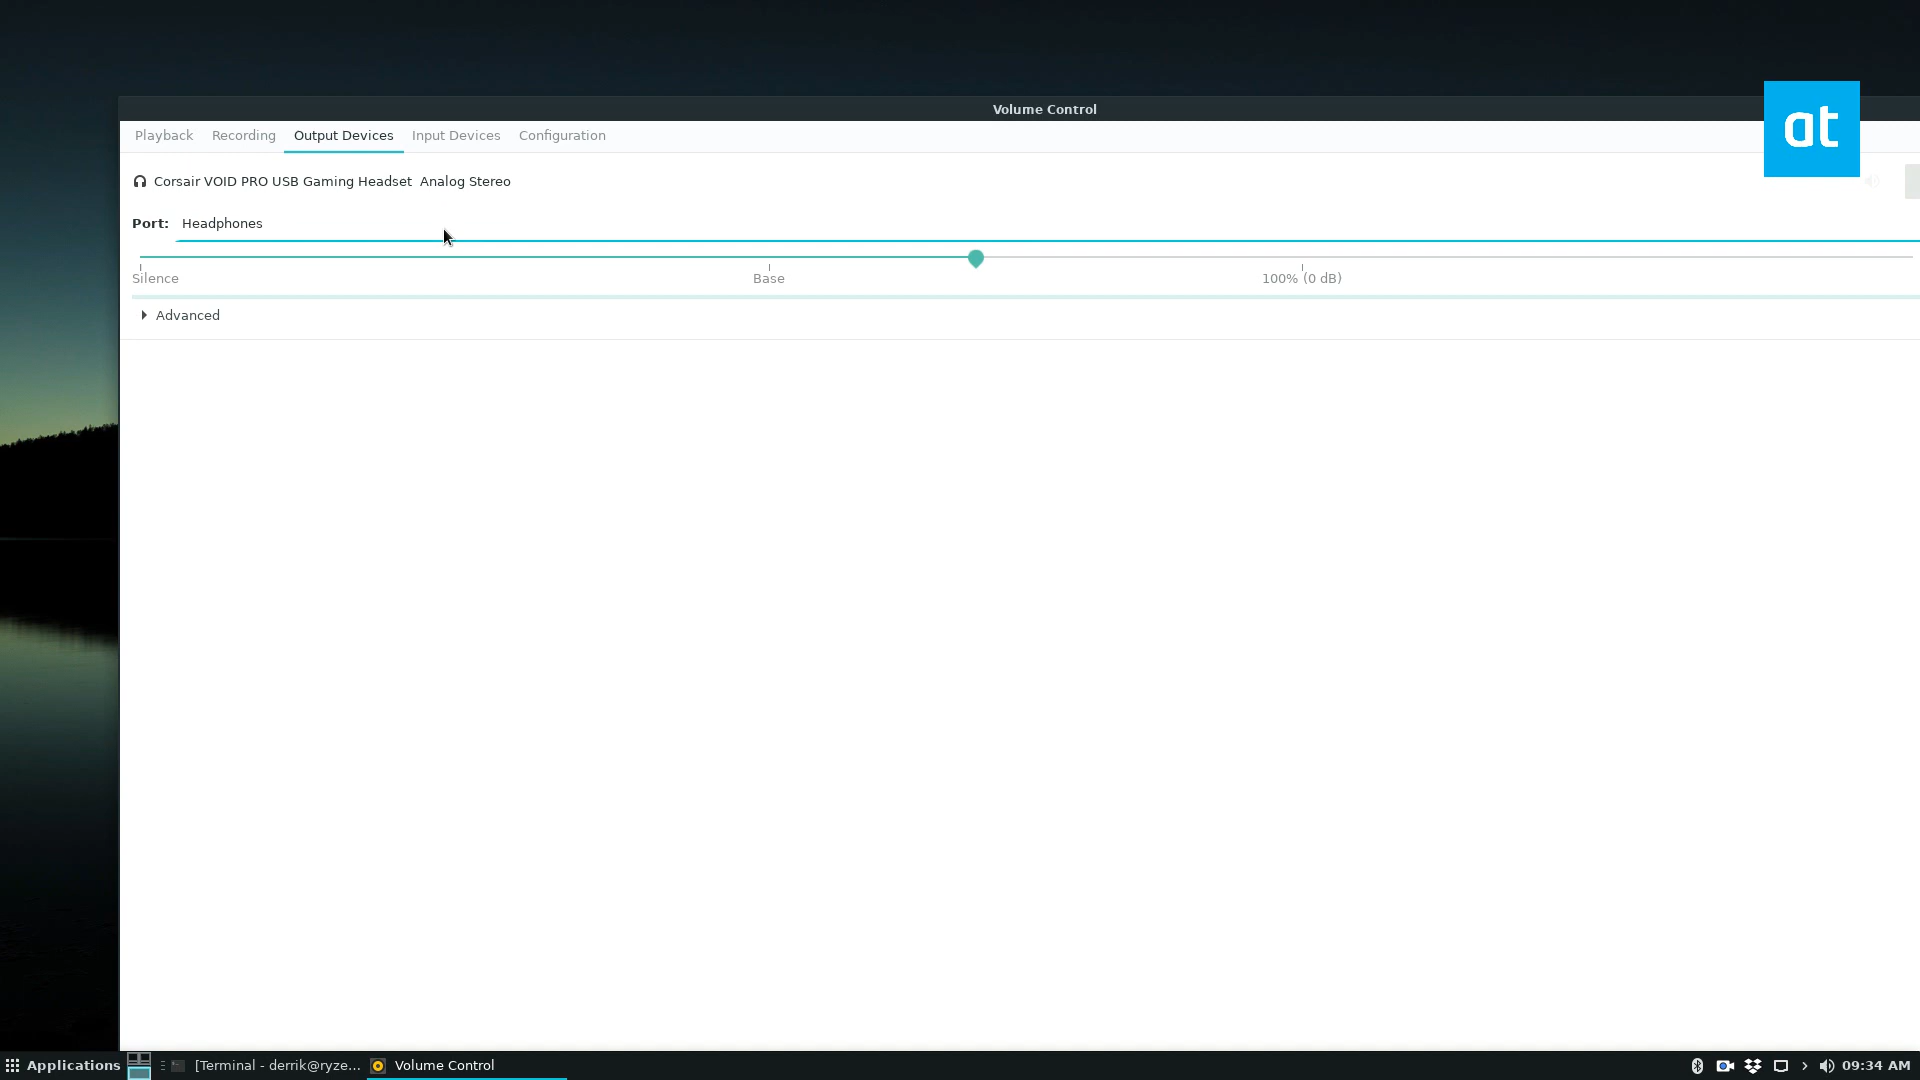 Volume Control
at
Playback Recording Output Devices Input Devices Configuration
Corsair VOID PRO USB Gaming Headset Analog Stereo
Port: Headphones
Silence Base 100% (0 dB)
Advanced
Applications [Terminal - derrik@ryze... Volume Control 09:34 AM